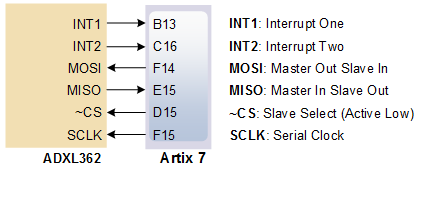 INT1 B13 INT1: Interrupt One
INT2 C16 INT2: Interrupt Two
MOSI F14 MOSI: Master Out Slave In
MISO E15 MISO: Master In Slave Out
~CS D15 ~CS: Slave Select (Active Low)
SCLK F15 SCLK: Serial Clock
ADXL362 Artix 7